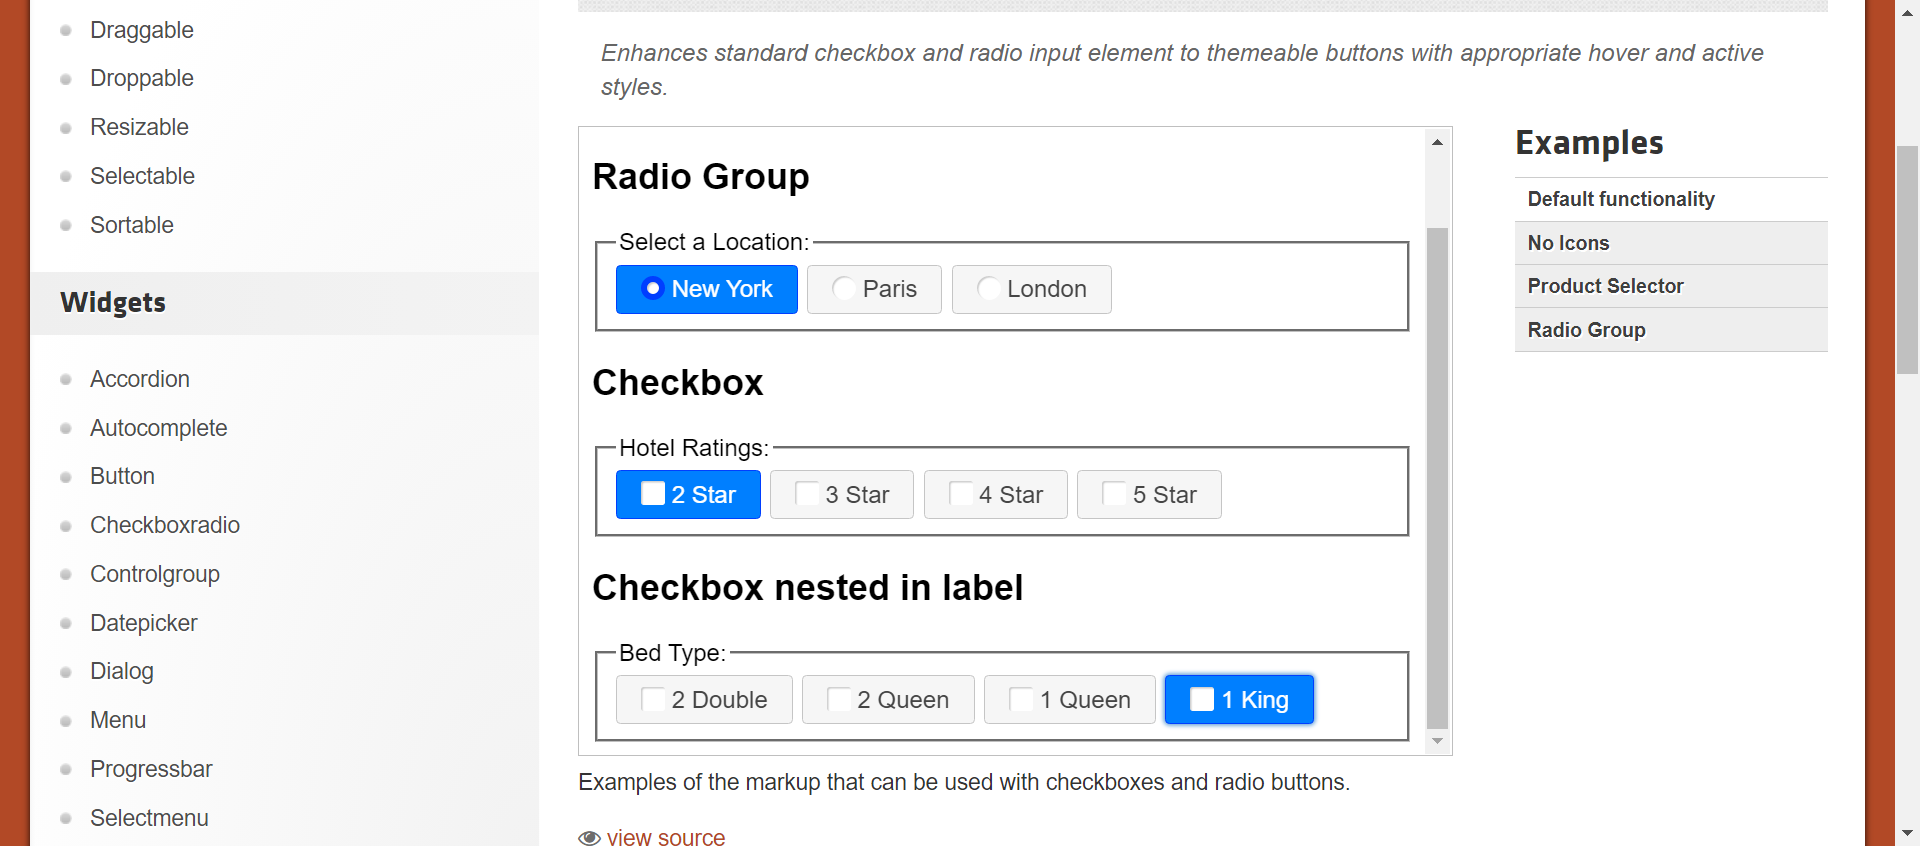 Draggable
Droppable
Resizable
Selectable
Sortable
Widgets
Accordion
Autocomplete
Button
Checkboxradio
Controlgroup
Datepicker
Dialog
Menu
Progressbar
Selectmenu
Enhances standard checkbox and radio input element to themeable buttons with appropriate hover and active
styles.
Radio Group
Select a Location:
New York Paris London
Checkbox
Hotel Ratings:
2 Star 3 Star 4 Star 5 Star
Checkbox nested in label
Bed Type:
2 Double 2 Queen 1 Queen 1 King
Examples of the markup that can be used with checkboxes and radio buttons.
view source
Examples
Default functionality
No Icons
Product Selector
Radio Group